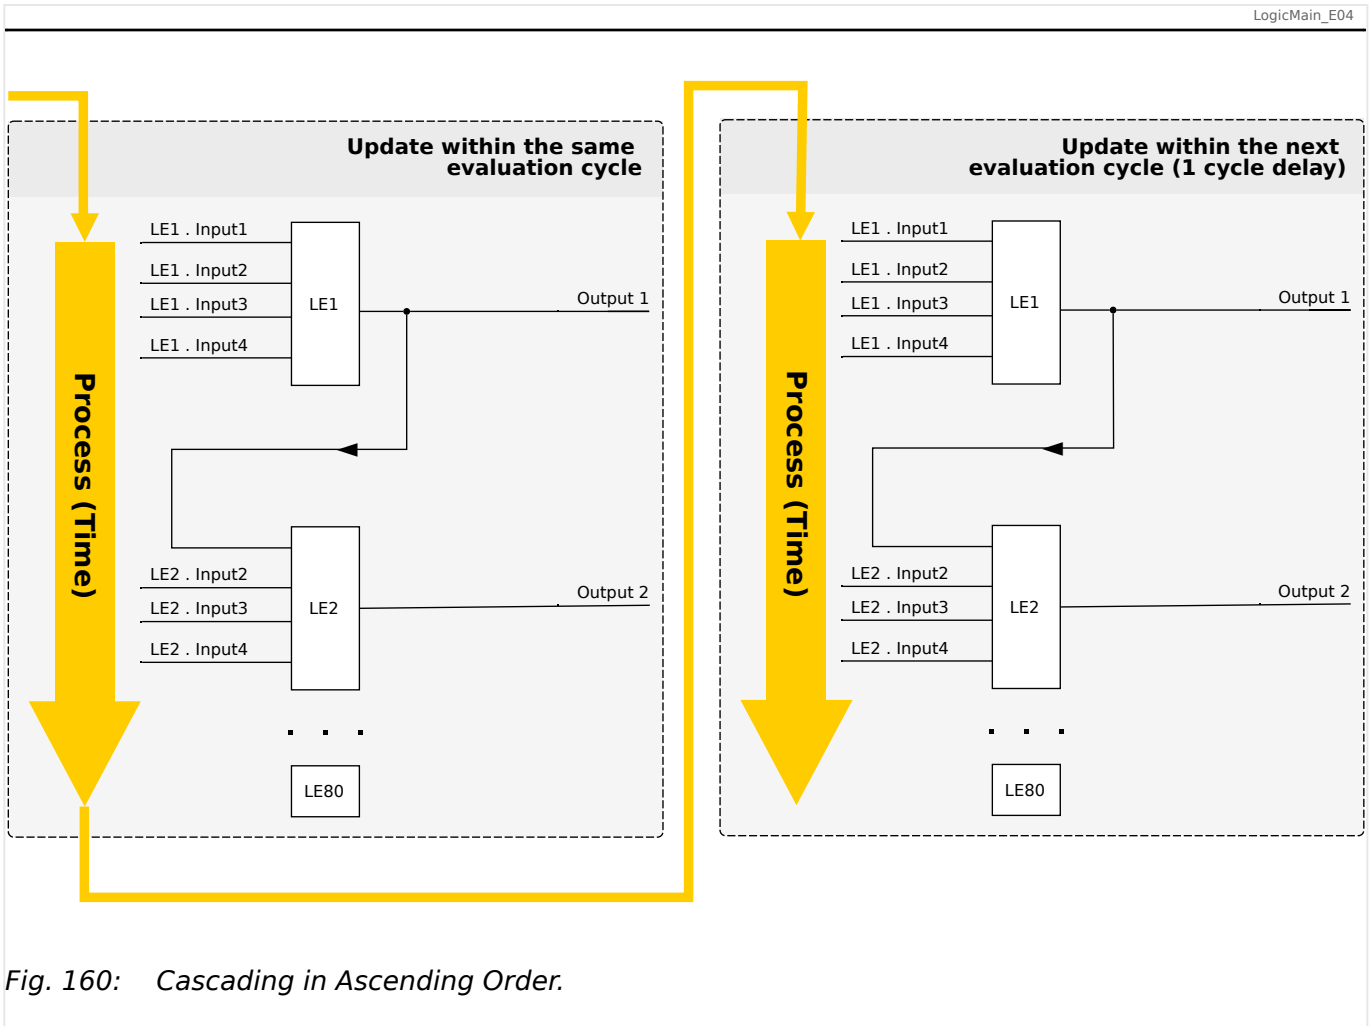 LogicMain_E04
Update within the same
evaluation cycle
LE1 . Input1
LE1 . Input2
LE1 . Input3
LE1 . Input4
LE1
Output 1
Process (Time)
LE2 . Input2
LE2 . Input3
LE2 . Input4
LE2
Output 2
. . .
LE80
Update within the next
evaluation cycle (1 cycle delay)
LE1 . Input1
LE1 . Input2
LE1 . Input3
LE1 . Input4
LE1
Output 1
Process (Time)
LE2 . Input2
LE2 . Input3
LE2 . Input4
LE2
Output 2
. . .
LE80
Fig. 160: Cascading in Ascending Order.